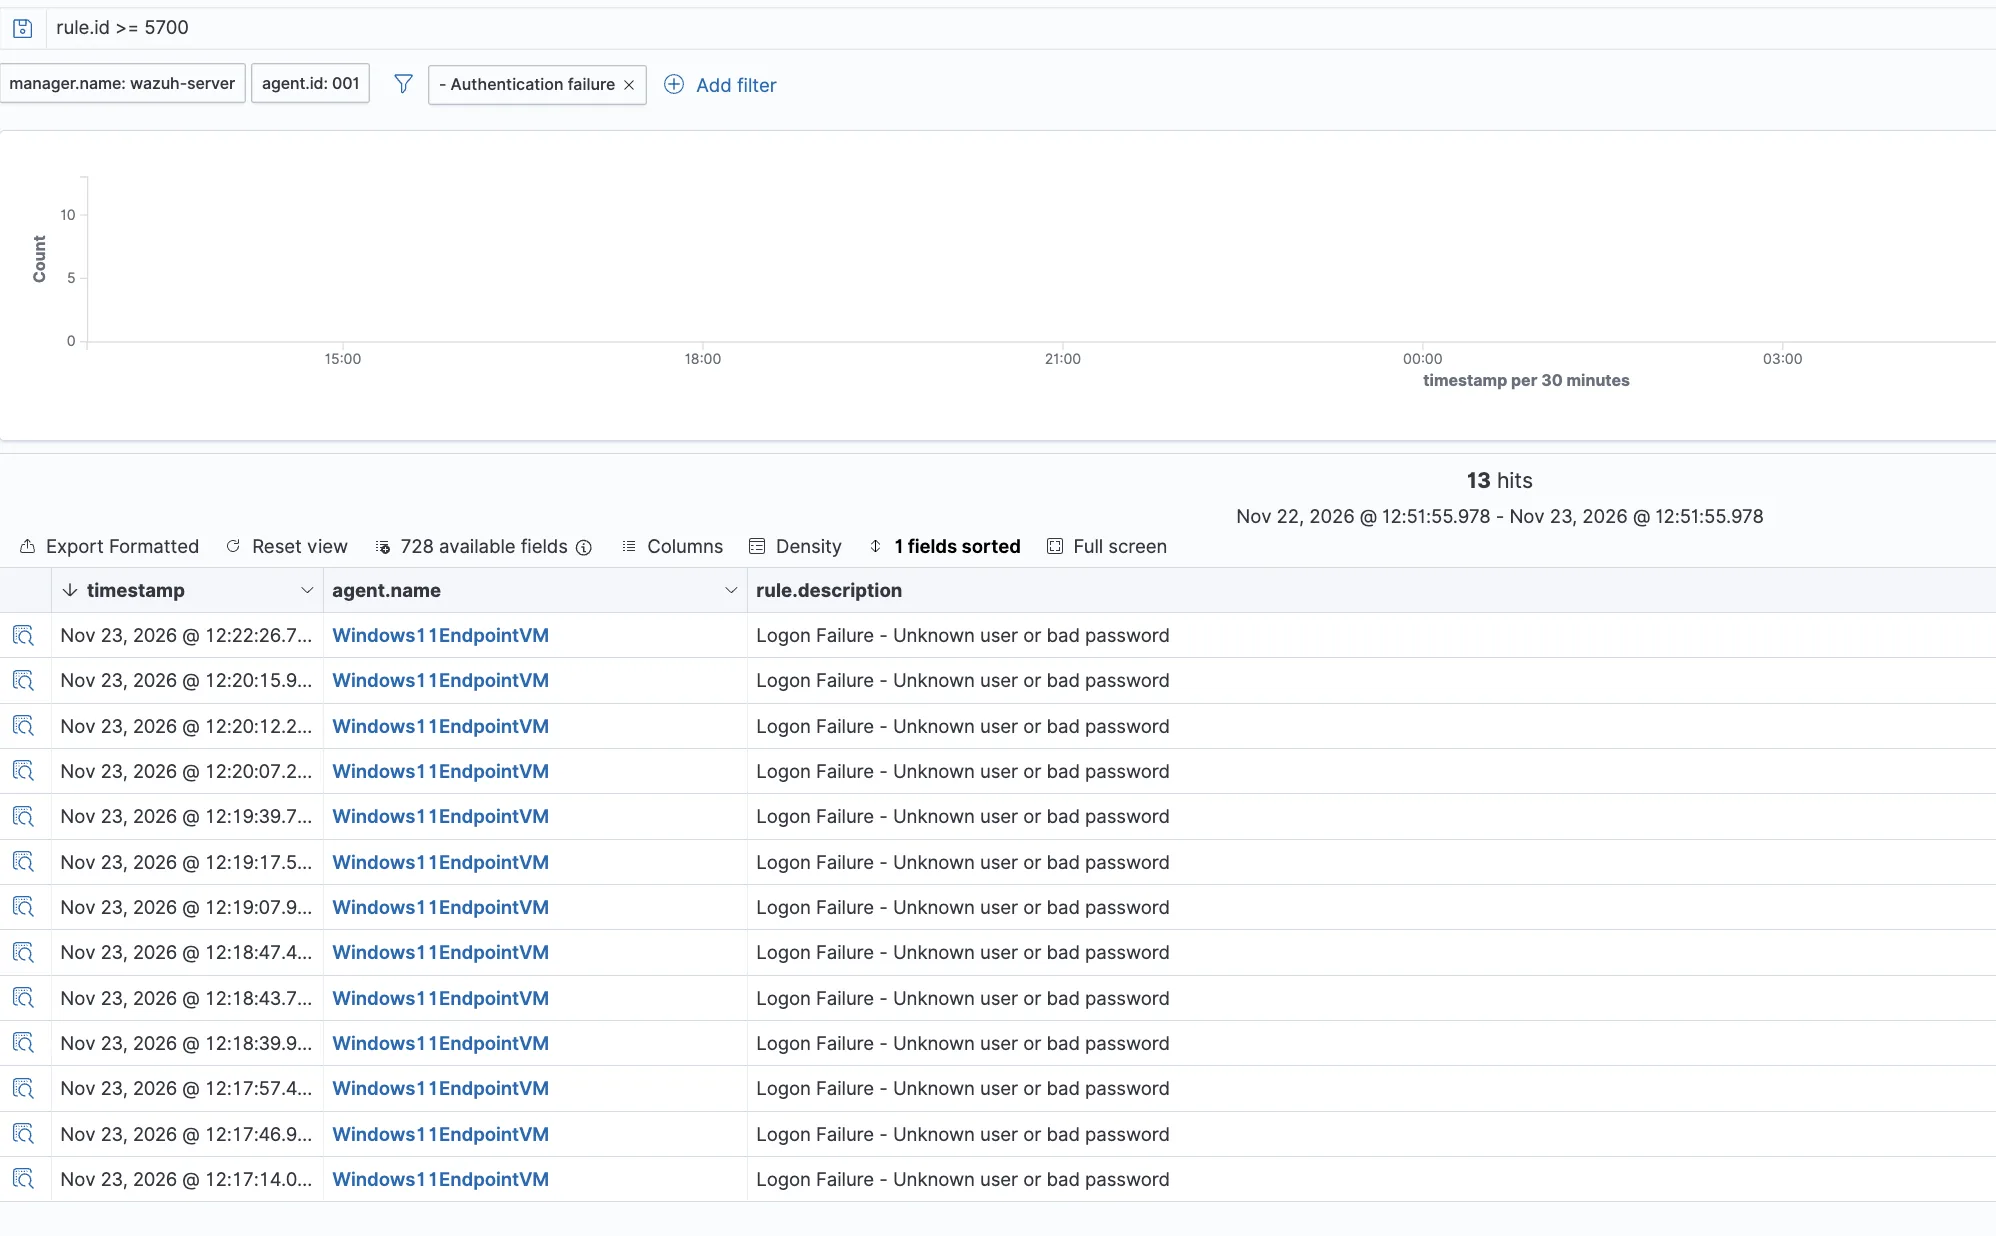 rule.id >= 5700
manager.name: wazuh-server agent.id: 001 - Authentication failure × Add filter
10
5
0
Count
15:00 18:00 21:00 00:00 03:00
timestamp per 30 minutes
13 hits
Nov 22, 2026 @ 12:51:55.978 - Nov 23, 2026 @ 12:51:55.978
Export Formatted Reset view 728 available fields Columns Density 1 fields sorted Full screen
timestamp agent.name rule.description
Nov 23, 2026 @ 12:22:26.7... Windows11EndpointVM Logon Failure - Unknown user or bad password
Nov 23, 2026 @ 12:20:15.9... Windows11EndpointVM Logon Failure - Unknown user or bad password
Nov 23, 2026 @ 12:20:12.2... Windows11EndpointVM Logon Failure - Unknown user or bad password
Nov 23, 2026 @ 12:20:07.2... Windows11EndpointVM Logon Failure - Unknown user or bad password
Nov 23, 2026 @ 12:19:39.7... Windows11EndpointVM Logon Failure - Unknown user or bad password
Nov 23, 2026 @ 12:19:17.5... Windows11EndpointVM Logon Failure - Unknown user or bad password
Nov 23, 2026 @ 12:19:07.9... Windows11EndpointVM Logon Failure - Unknown user or bad password
Nov 23, 2026 @ 12:18:47.4... Windows11EndpointVM Logon Failure - Unknown user or bad password
Nov 23, 2026 @ 12:18:43.7... Windows11EndpointVM Logon Failure - Unknown user or bad password
Nov 23, 2026 @ 12:18:39.9... Windows11EndpointVM Logon Failure - Unknown user or bad password
Nov 23, 2026 @ 12:17:57.4... Windows11EndpointVM Logon Failure - Unknown user or bad password
Nov 23, 2026 @ 12:17:46.9... Windows11EndpointVM Logon Failure - Unknown user or bad password
Nov 23, 2026 @ 12:17:14.0... Windows11EndpointVM Logon Failure - Unknown user or bad password